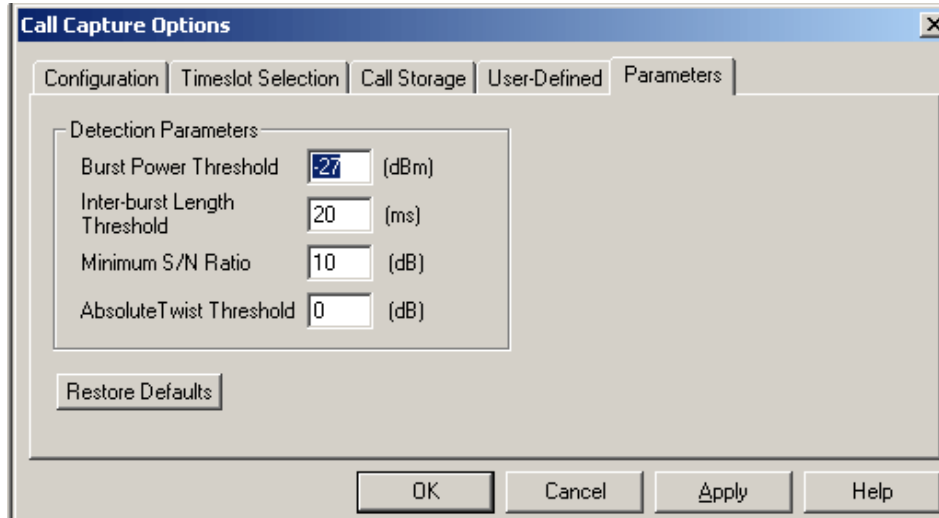 Call Capture Options
Configuration Timeslot Selection Call Storage User-Defined Parameters
Detection Parameters
Burst Power Threshold -27 (dBm)
Inter-burst Length
Threshold 20 (ms)
Minimum S/N Ratio 10 (dB)
AbsoluteTwist Threshold 0 (dB)
Restore Defaults
OK Cancel Apply Help